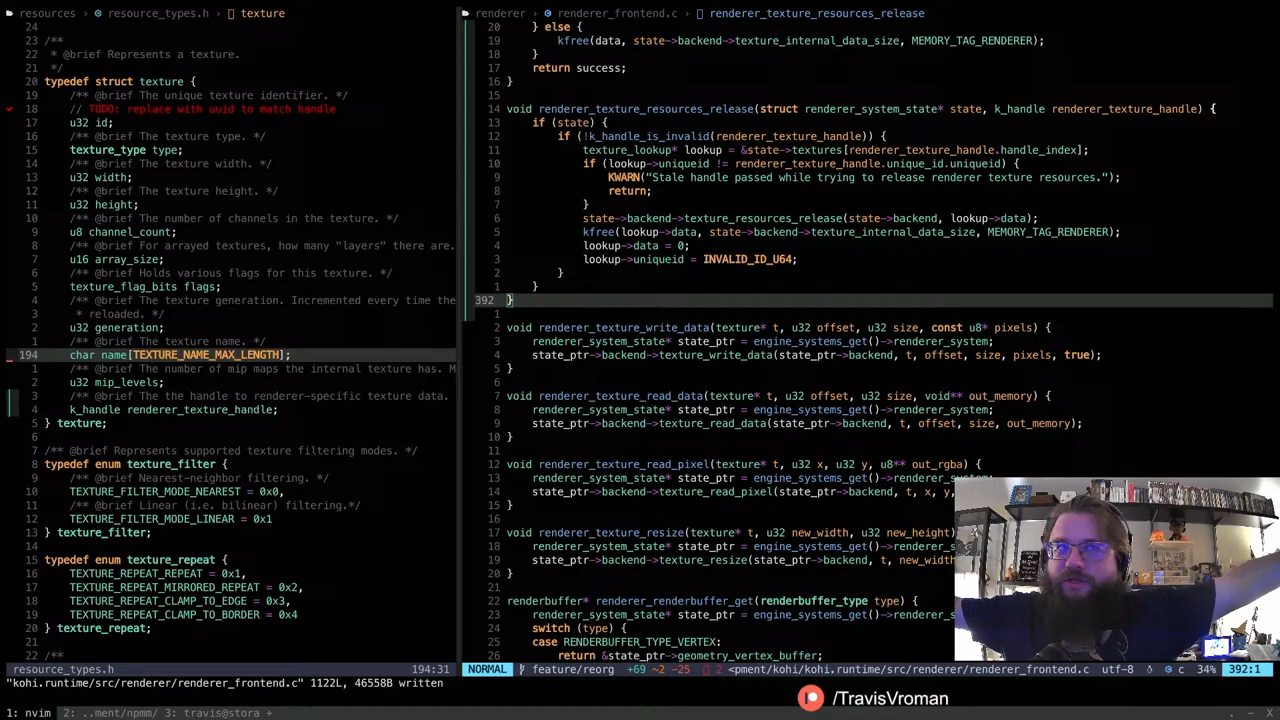 resources > resource_types.h > texture
24
23 /**
22  * @brief Represents a texture.
21  */
20 typedef struct texture {
19     /** @brief The unique texture identifier. */
18     // TODO: replace with uuid to match handle
17     u32 id;
16     /** @brief The texture type. */
15     texture_type type;
14     /** @brief The texture width. */
13     u32 width;
12     /** @brief The texture height. */
11     u32 height;
10     /** @brief The number of channels in the texture. */
9     u8 channel_count;
8     /** @brief For arrayed textures, how many "layers" there are.
7     u16 array_size;
6     /** @brief Holds various flags for this texture. */
5     texture_flag_bits flags;
4     /** @brief The texture generation. Incremented every time the
3      * reloaded. */
2     u32 generation;
1     /** @brief The texture name. */
194     char name[TEXTURE_NAME_MAX_LENGTH];
1     /** @brief The number of mip maps the internal texture has. M
2     u32 mip_levels;
3     /** @brief The the handle to renderer-specific texture data.
4     k_handle renderer_texture_handle;
5 } texture;
6
7 /** @brief Represents supported texture filtering modes. */
8 typedef enum texture_filter {
9     /** @brief Nearest-neighbor filtering. */
10     TEXTURE_FILTER_MODE_NEAREST = 0x0,
11     /** @brief Linear (i.e. bilinear) filtering.*/
12     TEXTURE_FILTER_MODE_LINEAR = 0x1
13 } texture_filter;
14
15 typedef enum texture_repeat {
16     TEXTURE_REPEAT_REPEAT = 0x1,
17     TEXTURE_REPEAT_MIRRORED_REPEAT = 0x2,
18     TEXTURE_REPEAT_CLAMP_TO_EDGE = 0x3,
19     TEXTURE_REPEAT_CLAMP_TO_BORDER = 0x4
20 } texture_repeat;
21
22 /**
resource_types.h 194:31
renderer > renderer_frontend.c > renderer_texture_resources_release
20     } else {
19         kfree(data, state->backend->texture_internal_data_size, MEMORY_TAG_RENDERER);
18     }
17     return success;
16 }
15
14 void renderer_texture_resources_release(struct renderer_system_state* state, k_handle renderer_texture_handle) {
13     if (state) {
12         if (!k_handle_is_invalid(renderer_texture_handle)) {
11             texture_lookup* lookup = &state->textures[renderer_texture_handle.handle_index];
10             if (lookup->uniqueid != renderer_texture_handle.unique_id.uniqueid) {
9                 KWARN("Stale handle passed while trying to release renderer texture resources.");
8                 return;
7             }
6             state->backend->texture_resources_release(state->backend, lookup->data);
5             kfree(lookup->data, state->backend->texture_internal_data_size, MEMORY_TAG_RENDERER);
4             lookup->data = 0;
3             lookup->uniqueid = INVALID_ID_U64;
2         }
1     }
392 }
1
2 void renderer_texture_write_data(texture* t, u32 offset, u32 size, const u8* pixels) {
3     renderer_system_state* state_ptr = engine_systems_get()->renderer_system;
4     state_ptr->backend->texture_write_data(state_ptr->backend, t, offset, size, pixels, true);
5 }
6
7 void renderer_texture_read_data(texture* t, u32 offset, u32 size, void** out_memory) {
8     renderer_system_state* state_ptr = engine_systems_get()->renderer_system;
9     state_ptr->backend->texture_read_data(state_ptr->backend, t, offset, size, out_memory);
10 }
11
12 void renderer_texture_read_pixel(texture* t, u32 x, u32 y, u8** out_rgba) {
13     renderer_system_state* state_ptr = engine_systems_get()->renderer_system;
14     state_ptr->backend->texture_read_pixel(state_ptr->backend, t, x, y,
15 }
16
17 void renderer_texture_resize(texture* t, u32 new_width, u32 new_height)
18     renderer_system_state* state_ptr = engine_systems_get()->renderer_system;
19     state_ptr->backend->texture_resize(state_ptr->backend, t, new_width
20 }
21
22 renderbuffer* renderer_renderbuffer_get(renderbuffer_type type) {
23     renderer_system_state* state_ptr = engine_systems_get()->renderer_system;
24     switch (type) {
25     case RENDERBUFFER_TYPE_VERTEX:
26         return &state_ptr->geometry_vertex_buffer;
NORMAL feature/reorg +69 ~2 -25 2 <pment/kohi/kohi.runtime/src/renderer/renderer_frontend.c utf-8 c 34% 392:1
"kohi.runtime/src/renderer/renderer_frontend.c" 1122L, 46558B written
/TravisVroman
1: nvim 2: ..ment/npmm/ 3: travis@stora +